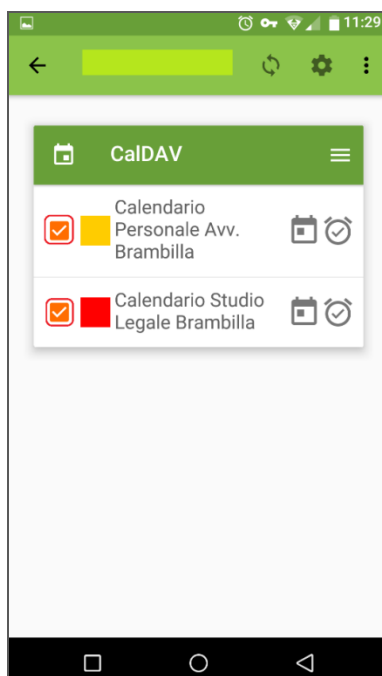 11:29
CalDAV
Calendario
Personale Avv.
Brambilla
Calendario Studio
Legale Brambilla